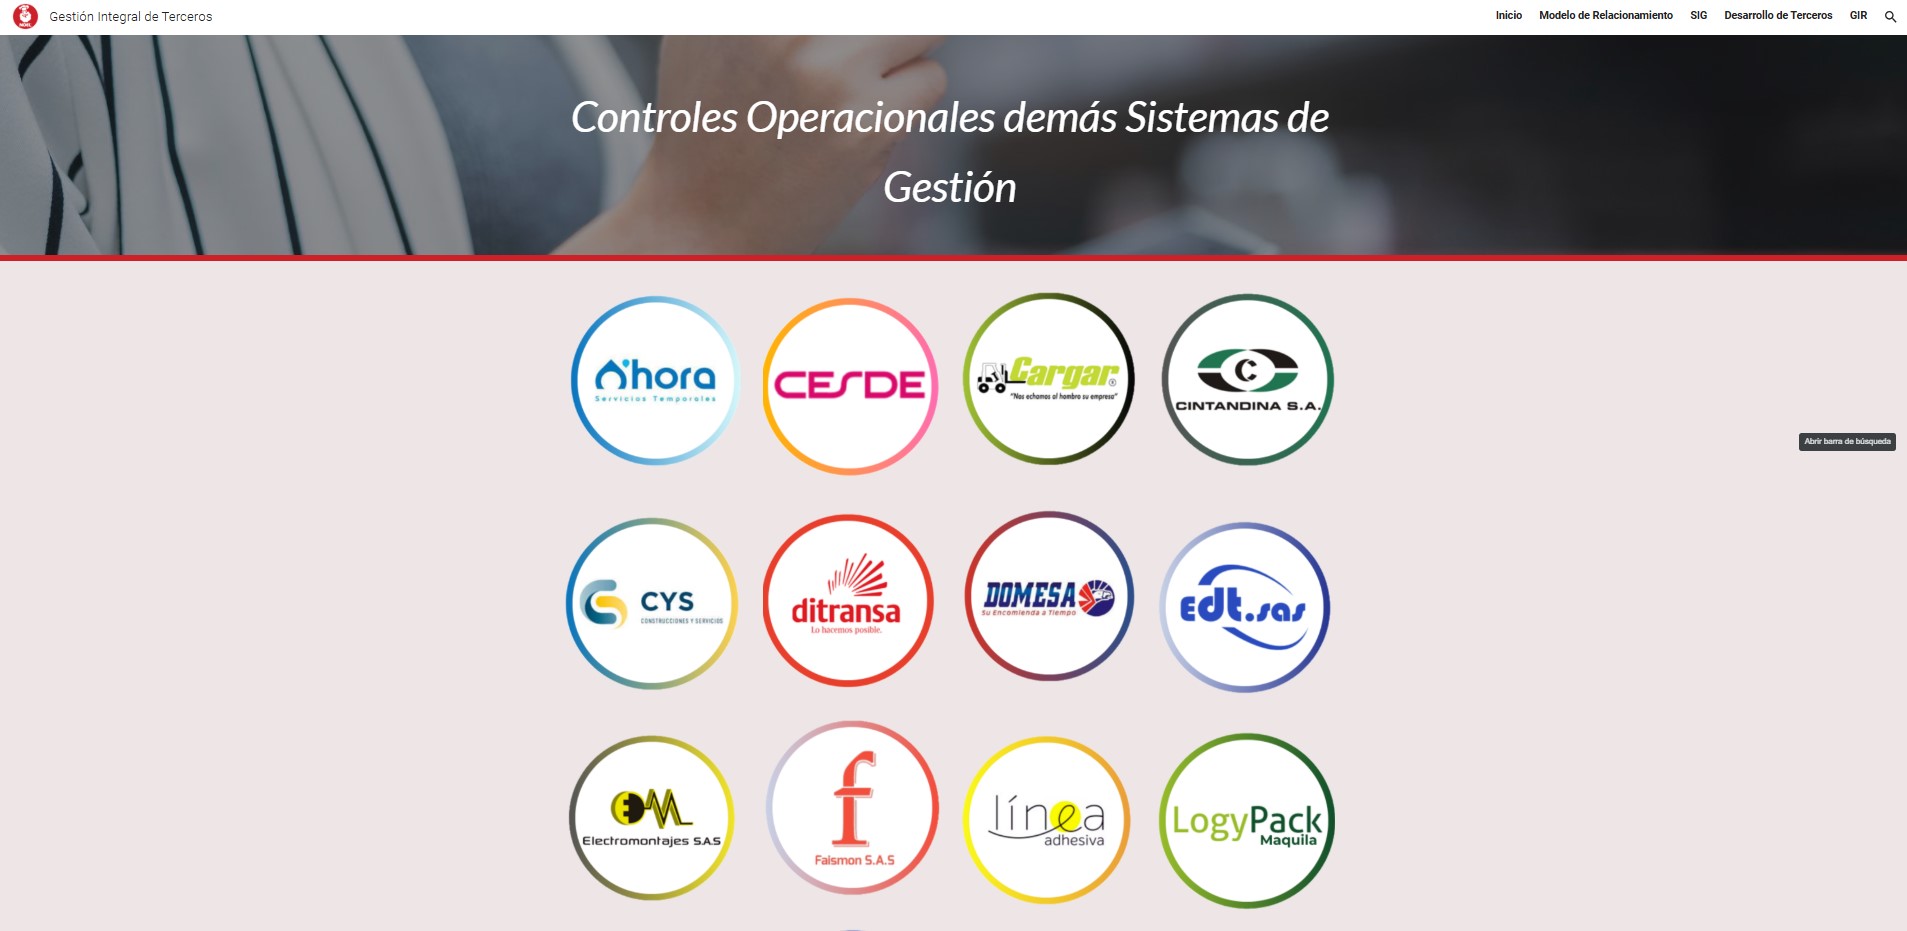 NOEL
Gestión Integral de Terceros
Inicio
Modelo de Relacionamiento
SIG
Desarrollo de Terceros
GIR
Controles Operacionales demás Sistemas de
Gestión
Ahora
Servicios Temporales
CESDE
Cargar®
"Nos echamos al hombro su empresa"
C
CINTANDINA S.A.
Abrir barra de búsqueda
CYS
CONSTRUCCIONES Y SERVICIOS
ditransa
Lo hacemos posible.
DOMESA
Su Encomienda a Tiempo
Edt.sas
EM
Electromontajes S.A.S
f
Faismon S.A.S
línea
adhesiva
LogyPack
Maquila